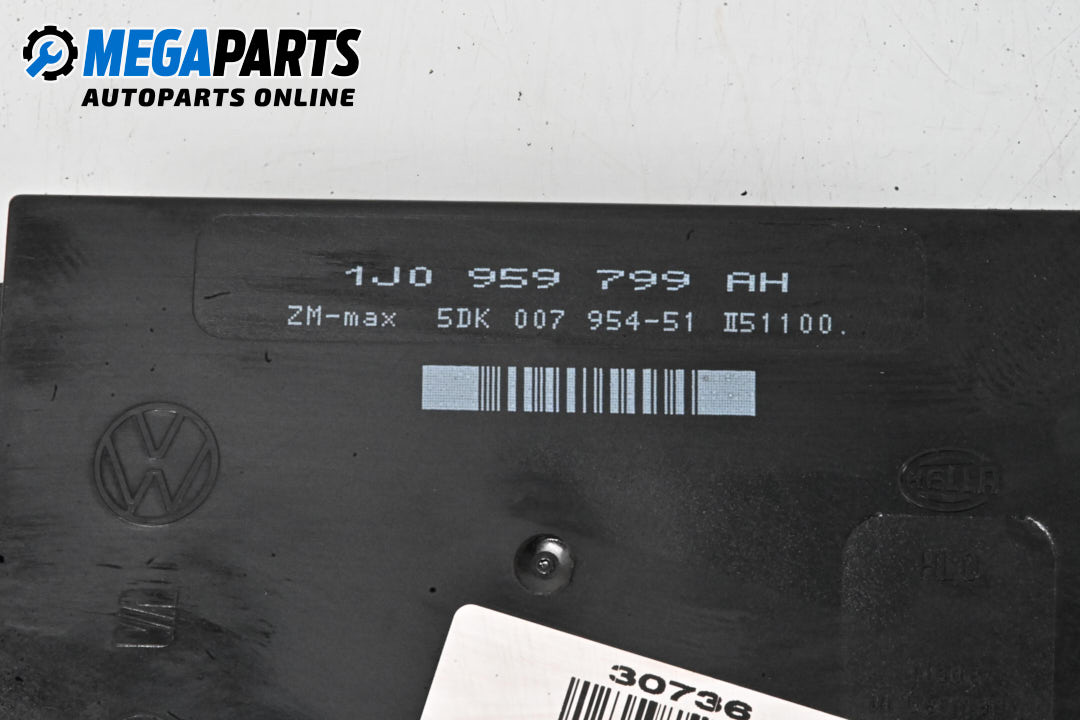 MEGAPARTS
AUTOPARTS ONLINE
1J0 959 799 AH
ZM-max 5DK 007 954-51 II51100.
HELLA
30736